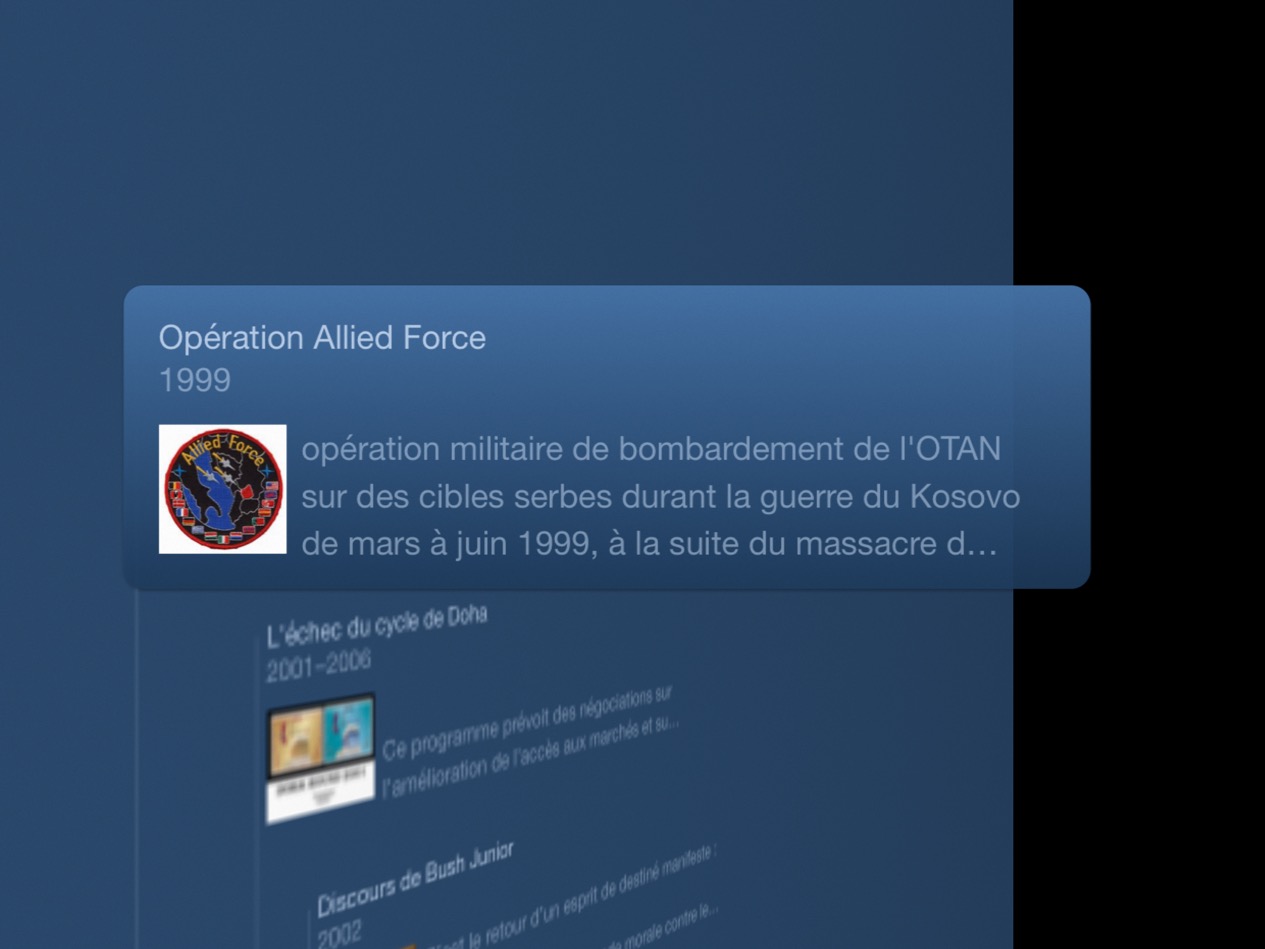 Opération Allied Force
1999
Allied Force
opération militaire de bombardement de l'OTAN
sur des cibles serbes durant la guerre du Kosovo
de mars à juin 1999, à la suite du massacre d…
L'échec du cycle de Doha
2001–2006
Ce programme prévoit des négociations sur
l'amélioration de l'accès aux marchés et su…
Discours de Bush Junior
2002
le retour d'un esprit de destiné manifeste :
de morale contre le…